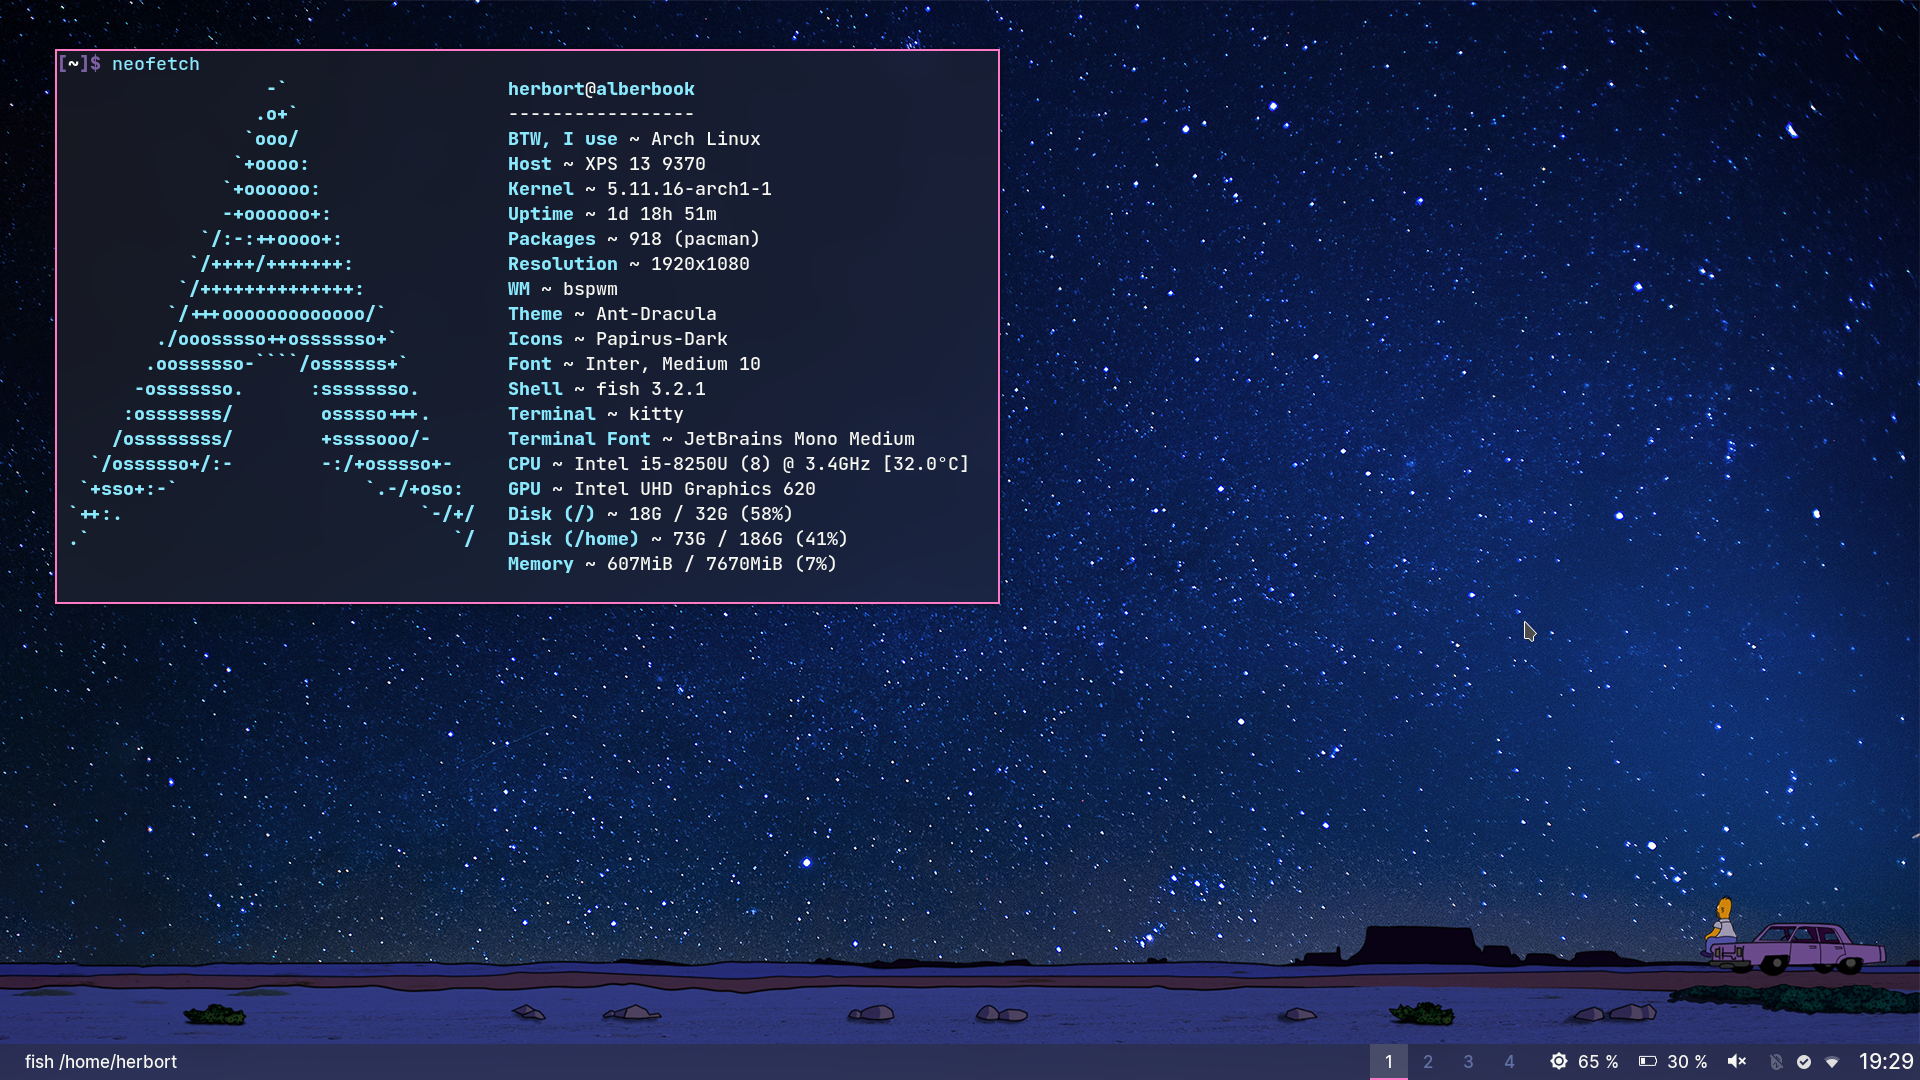 [~]$ neofetch
                   -`
                  .o+`
                 `ooo/
                `+oooo:
               `+oooooo:
               -+oooooo+:
             `/:-:++oooo+:
            `/++++/+++++++:
           `/++++++++++++++:
          `/+++ooooooooooooo/`
         ./ooosssso++osssssso+`
        .oossssso-````/ossssss+`
       -osssssso.      :ssssssso.
      :osssssss/        osssso+++.
     /ossssssss/        +ssssooo/-
   `/ossssso+/:-        -:/+osssso+-
  `+sso+:-`                 `.-/+oso:
 `++:.                           `-/+/
 .`                                 `/
herbort@alberbook
-----------------
BTW, I use ~ Arch Linux
Host ~ XPS 13 9370
Kernel ~ 5.11.16-arch1-1
Uptime ~ 1d 18h 51m
Packages ~ 918 (pacman)
Resolution ~ 1920x1080
WM ~ bspwm
Theme ~ Ant-Dracula
Icons ~ Papirus-Dark
Font ~ Inter, Medium 10
Shell ~ fish 3.2.1
Terminal ~ kitty
Terminal Font ~ JetBrains Mono Medium
CPU ~ Intel i5-8250U (8) @ 3.4GHz [32.0°C]
GPU ~ Intel UHD Graphics 620
Disk (/) ~ 18G / 32G (58%)
Disk (/home) ~ 73G / 186G (41%)
Memory ~ 607MiB / 7670MiB (7%)
fish /home/herbort
1 2 3 4 65 % 30 % 19:29